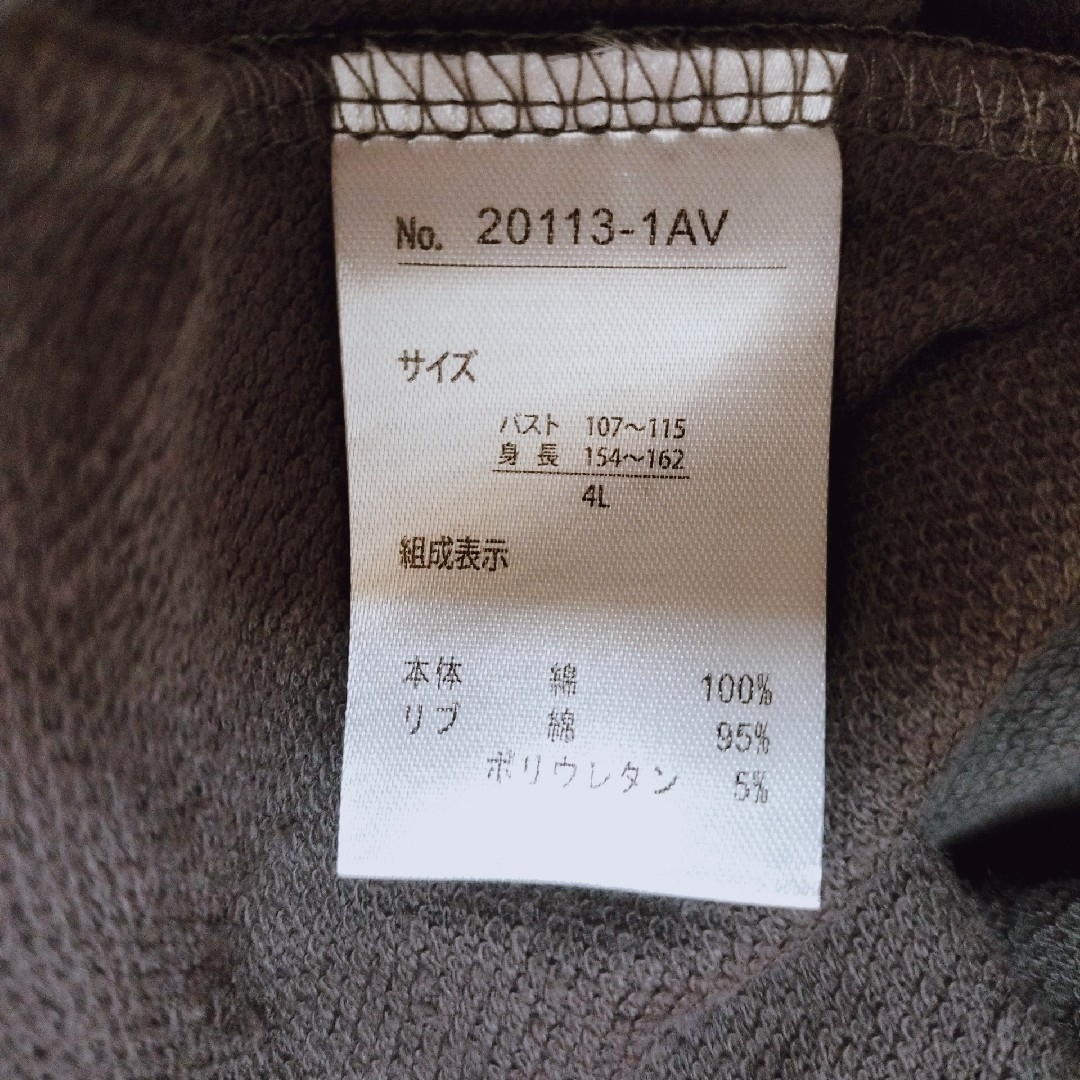 No. 20113-1AV
サイズ
バスト 107～115
身長 154～162
4L
組成表示
本体 綿 100%
リブ 綿 95%
ポリウレタン 5%